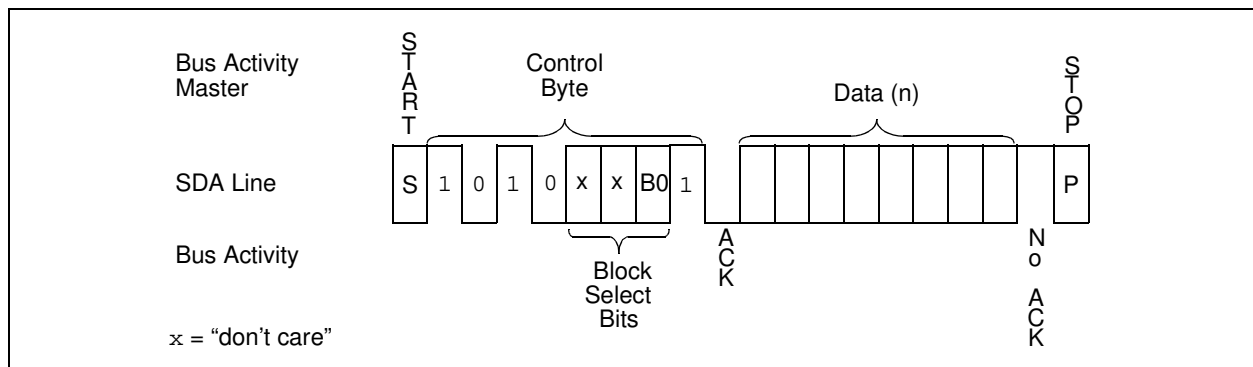 Bus Activity
Master
START
Control
Byte
Data (n)
STOP
SDA Line
S 1 0 1 0 x x B0 1
P
Bus Activity
ACK
No ACK
Block
Select
Bits
x = “don’t care”